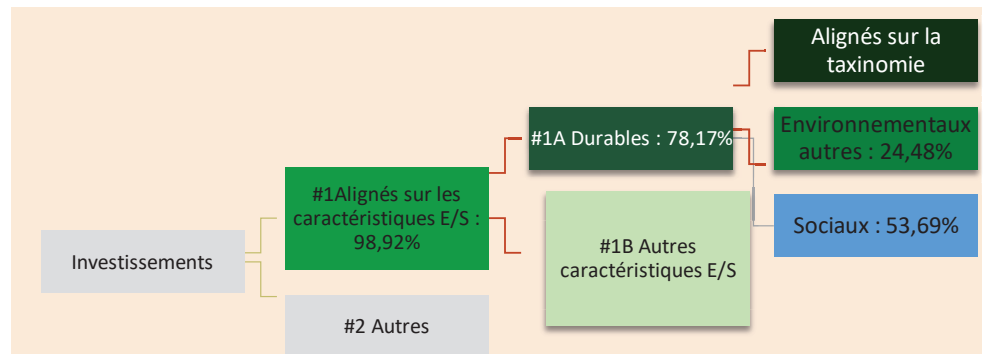 Investissements
#1Alignés sur les
caractéristiques E/S :
98,92%
#2 Autres
#1A Durables : 78,17%
#1B Autres
caractéristiques E/S
Alignés sur la
taxinomie
Environnementaux
autres : 24,48%
Sociaux : 53,69%